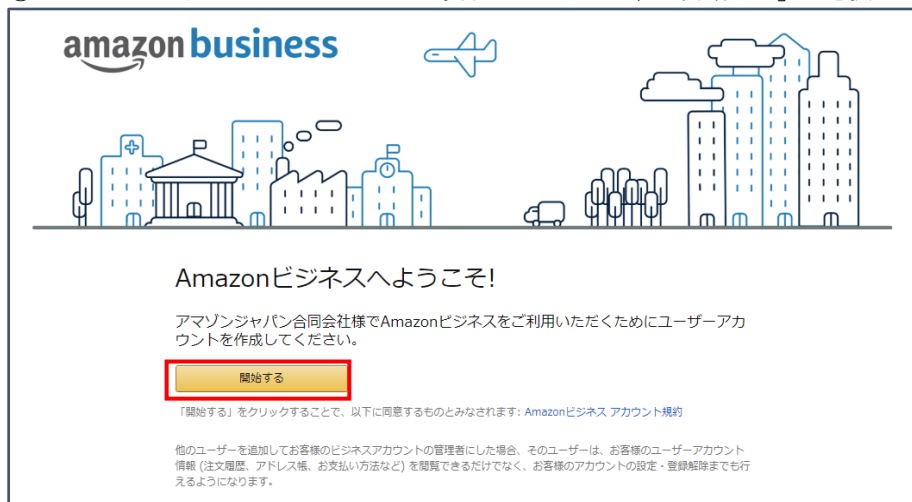 amazon business
Amazonビジネスへようこそ!
アマゾンジャパン合同会社様でAmazonビジネスをご利用いただくためにユーザーアカ
ウントを作成してください。
開始する
「開始する」をクリックすることで、以下に同意するものとみなされます: Amazonビジネス アカウント規約
他のユーザーを追加してお客様のビジネスアカウントの管理者にした場合、そのユーザーは、お客様のユーザーアカウント
情報 (注文履歴、アドレス帳、お支払い方法など) を閲覧できるだけでなく、お客様のアカウントの設定・登録解除までも行
えるようになります。